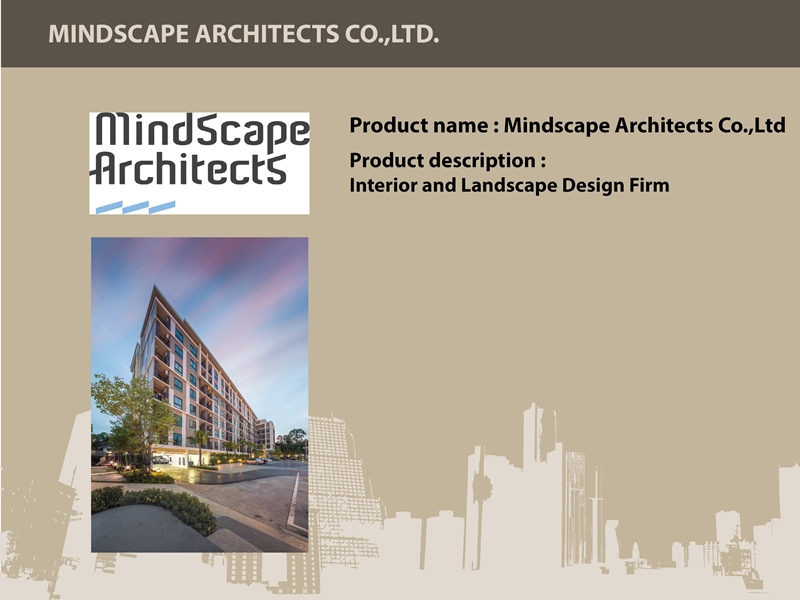 MINDSCAPE ARCHITECTS CO.,LTD.
MindScape
Architects
Product name : Mindscape Architects Co.,Ltd
Product description :
Interior and Landscape Design Firm